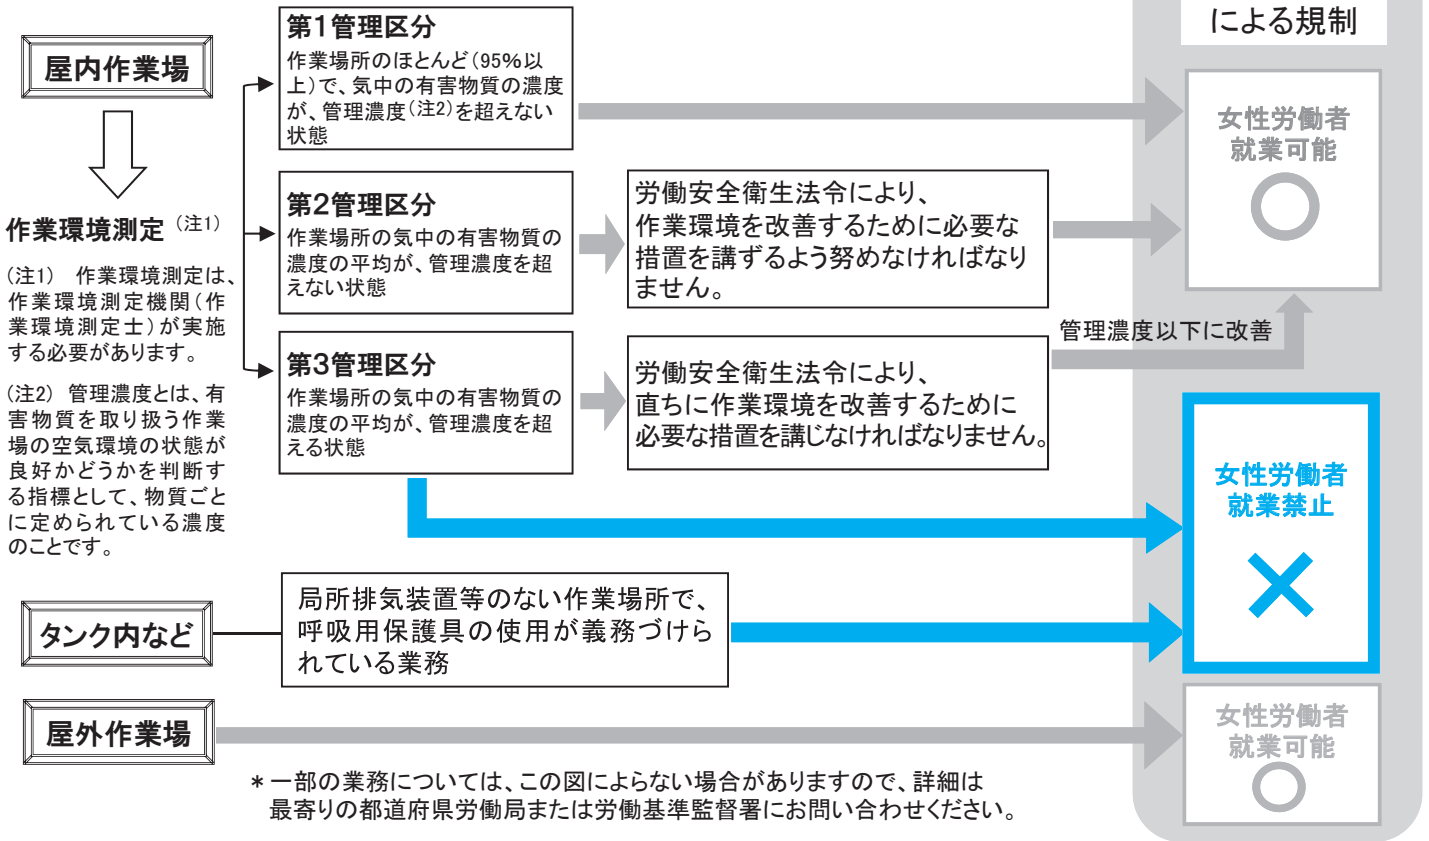 による規制
屋内作業場
作業環境測定（注1）
（注1）　作業環境測定は、
作業環境測定機関（作
業環境測定士）が実施
する必要があります。
（注2）　管理濃度とは、有
害物質を取り扱う作業
場の空気環境の状態が
良好かどうかを判断す
る指標として、物質ごと
に定められている濃度
のことです。
第1管理区分
作業場所のほとんど（95%以
上）で、気中の有害物質の濃度
が、管理濃度（注2）を超えない
状態
女性労働者
就業可能
第2管理区分
作業場所の気中の有害物質の
濃度の平均が、管理濃度を超
えない状態
労働安全衛生法令により、
作業環境を改善するために必要な
措置を講ずるよう努めなければなり
ません。
第3管理区分
作業場所の気中の有害物質の
濃度の平均が、管理濃度を超
える状態
労働安全衛生法令により、
直ちに作業環境を改善するために
必要な措置を講じなければなりません。
管理濃度以下に改善
女性労働者
就業禁止
タンク内など
局所排気装置等のない作業場所で、
呼吸用保護具の使用が義務づけら
れている業務
屋外作業場
女性労働者
就業可能
＊一部の業務については、この図によらない場合がありますので、詳細は
最寄りの都道府県労働局または労働基準監督署にお問い合わせください。